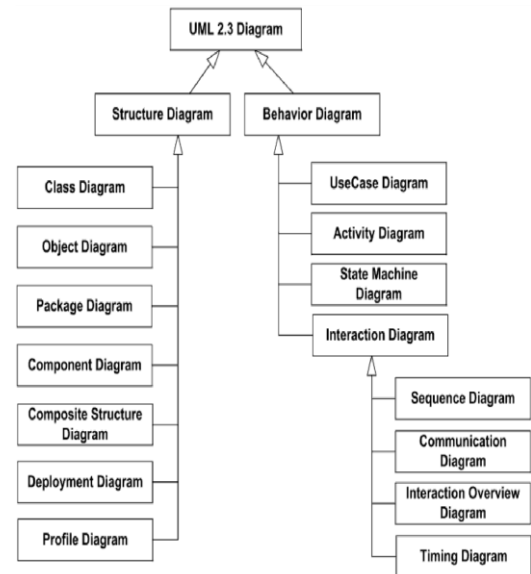 UML 2.3 Diagram
Structure Diagram
Behavior Diagram
Class Diagram
Object Diagram
Package Diagram
Component Diagram
Composite Structure
Diagram
Deployment Diagram
Profile Diagram
UseCase Diagram
Activity Diagram
State Machine
Diagram
Interaction Diagram
Sequence Diagram
Communication
Diagram
Interaction Overview
Diagram
Timing Diagram